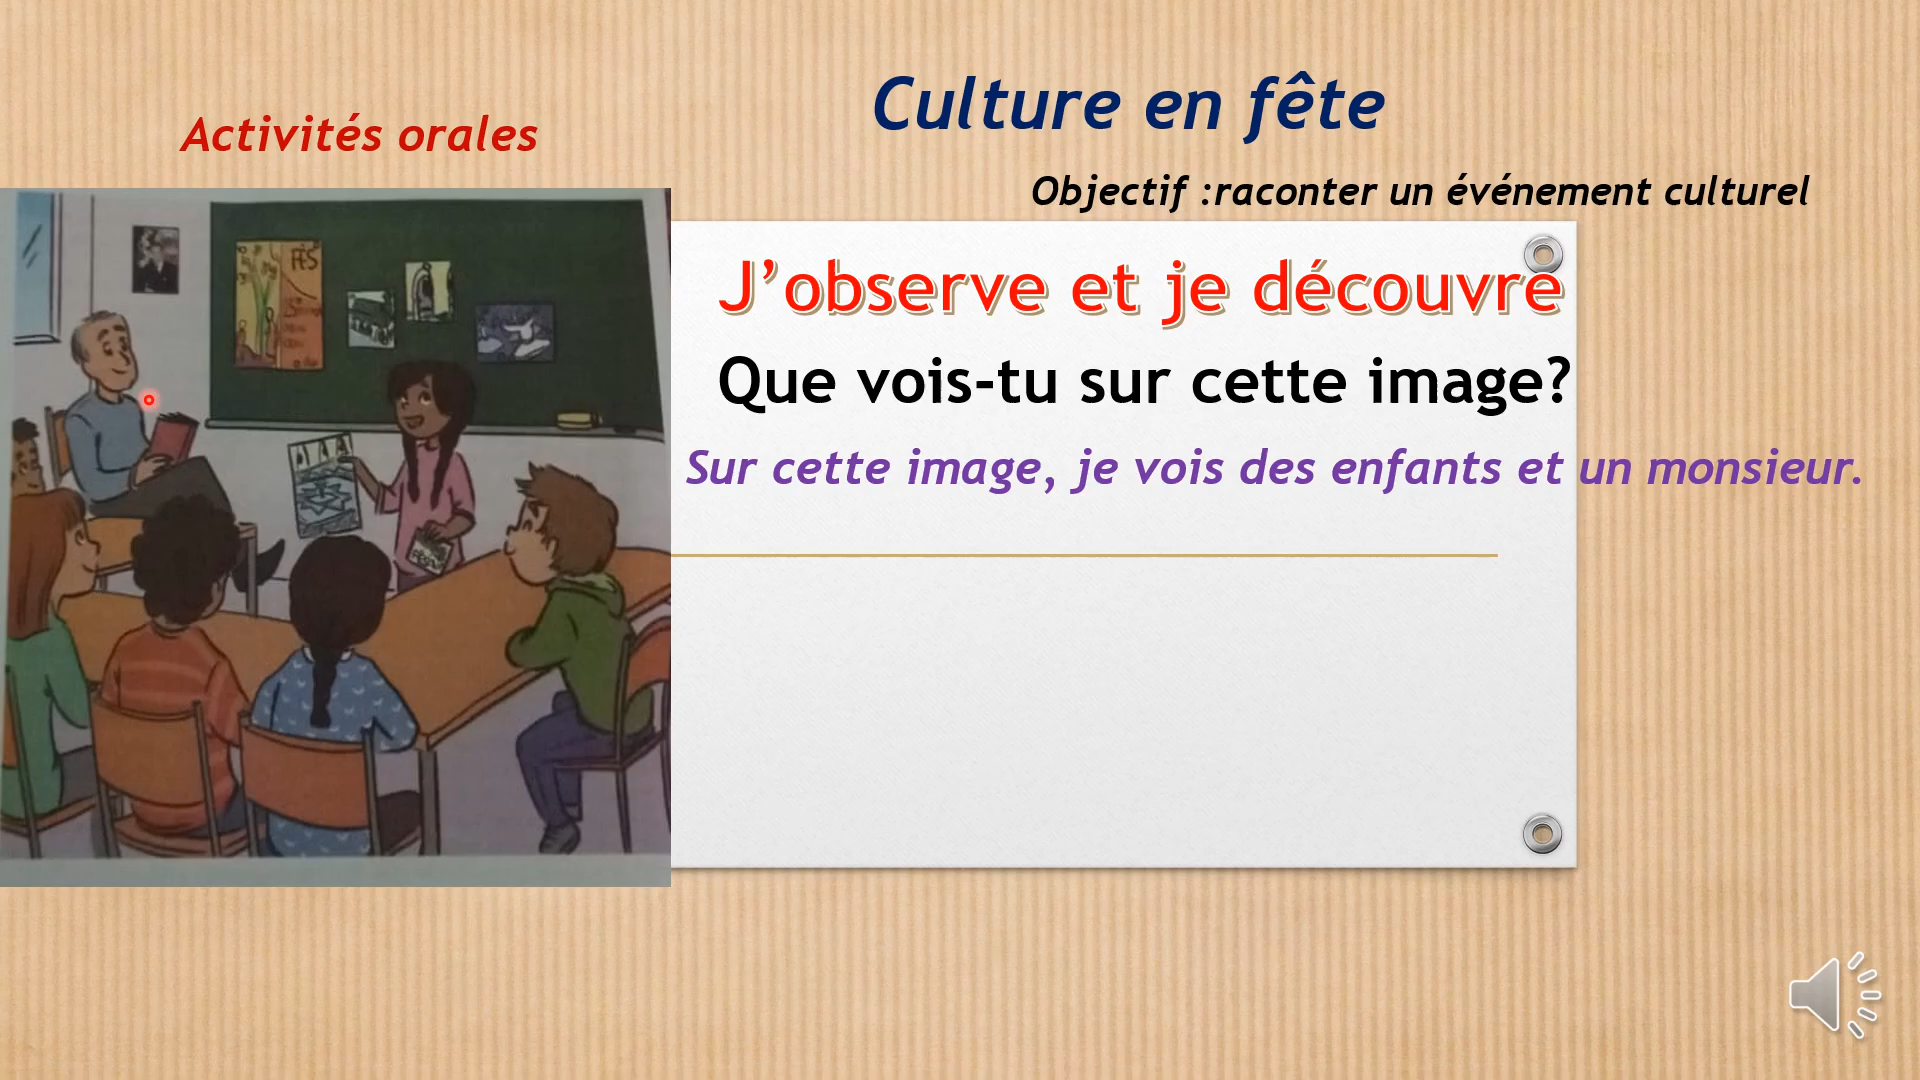 Culture en fête
Activités orales
Objectif :raconter un événement culturel
J’observe et je découvre
Que vois-tu sur cette image?
Sur cette image, je vois des enfants et un monsieur.
FÈS